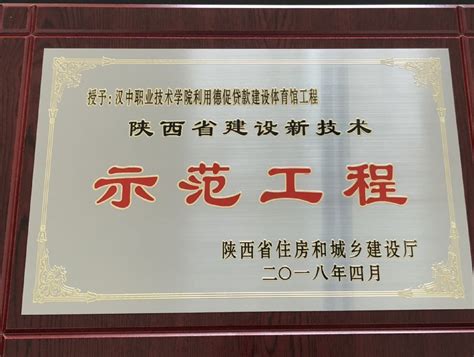 授予：汉中职业技术学院利用德促贷款建设体育馆工程
陕西省建设新技术
示范工程
陕西省住房和城乡建设厅
二〇一八年四月